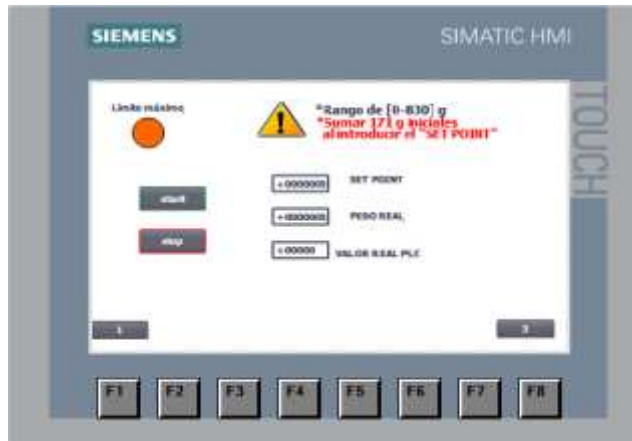 SIEMENS
SIMATIC HMI
TOUCH
Límite máximo
*Rango de [0-830] g
*Sumar 171 g iniciales
al introducir el "SET POINT"
start
+0000000 SET POINT
+0000000 PESO REAL
stop
+00000 VALOR REAL PLC
1
3
F1 F2 F3 F4 F5 F6 F7 F8